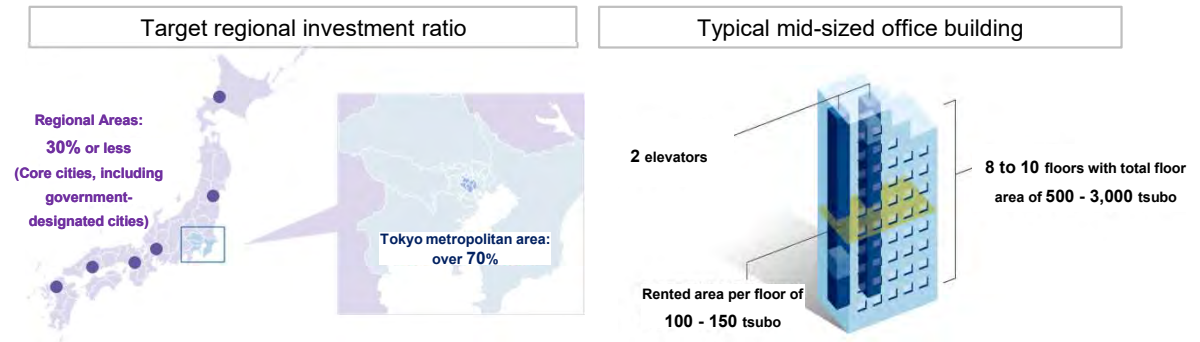 Target regional investment ratio
Regional Areas:
30% or less
(Core cities, including
government-
designated cities)
Tokyo metropolitan area:
over 70%
Typical mid-sized office building
2 elevators
8 to 10 floors with total floor
area of 500 - 3,000 tsubo
Rented area per floor of
100 - 150 tsubo